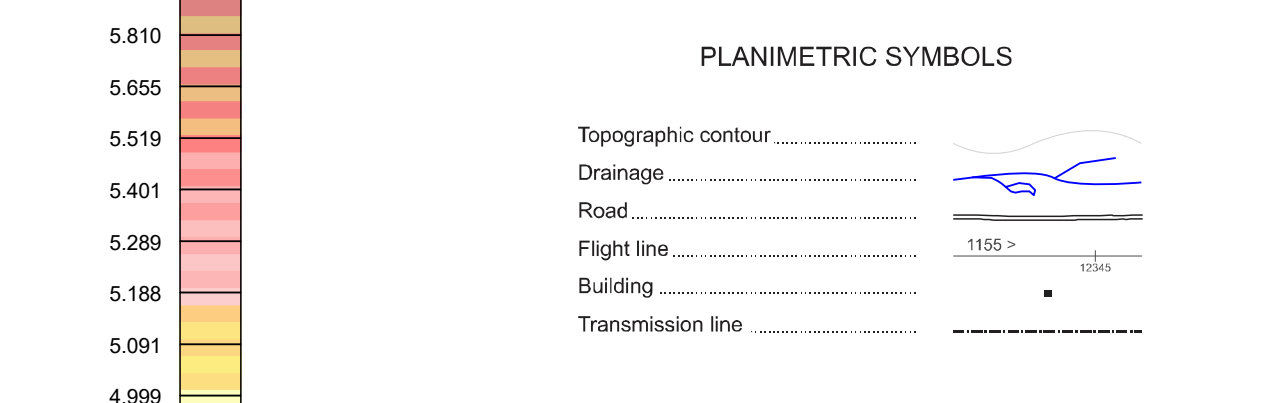 5.810
5.655
5.519
5.401
5.289
5.188
5.091
4.999
PLANIMETRIC SYMBOLS
Topographic contour
Drainage
Road
Flight line
1155 >
12345
Building
Transmission line